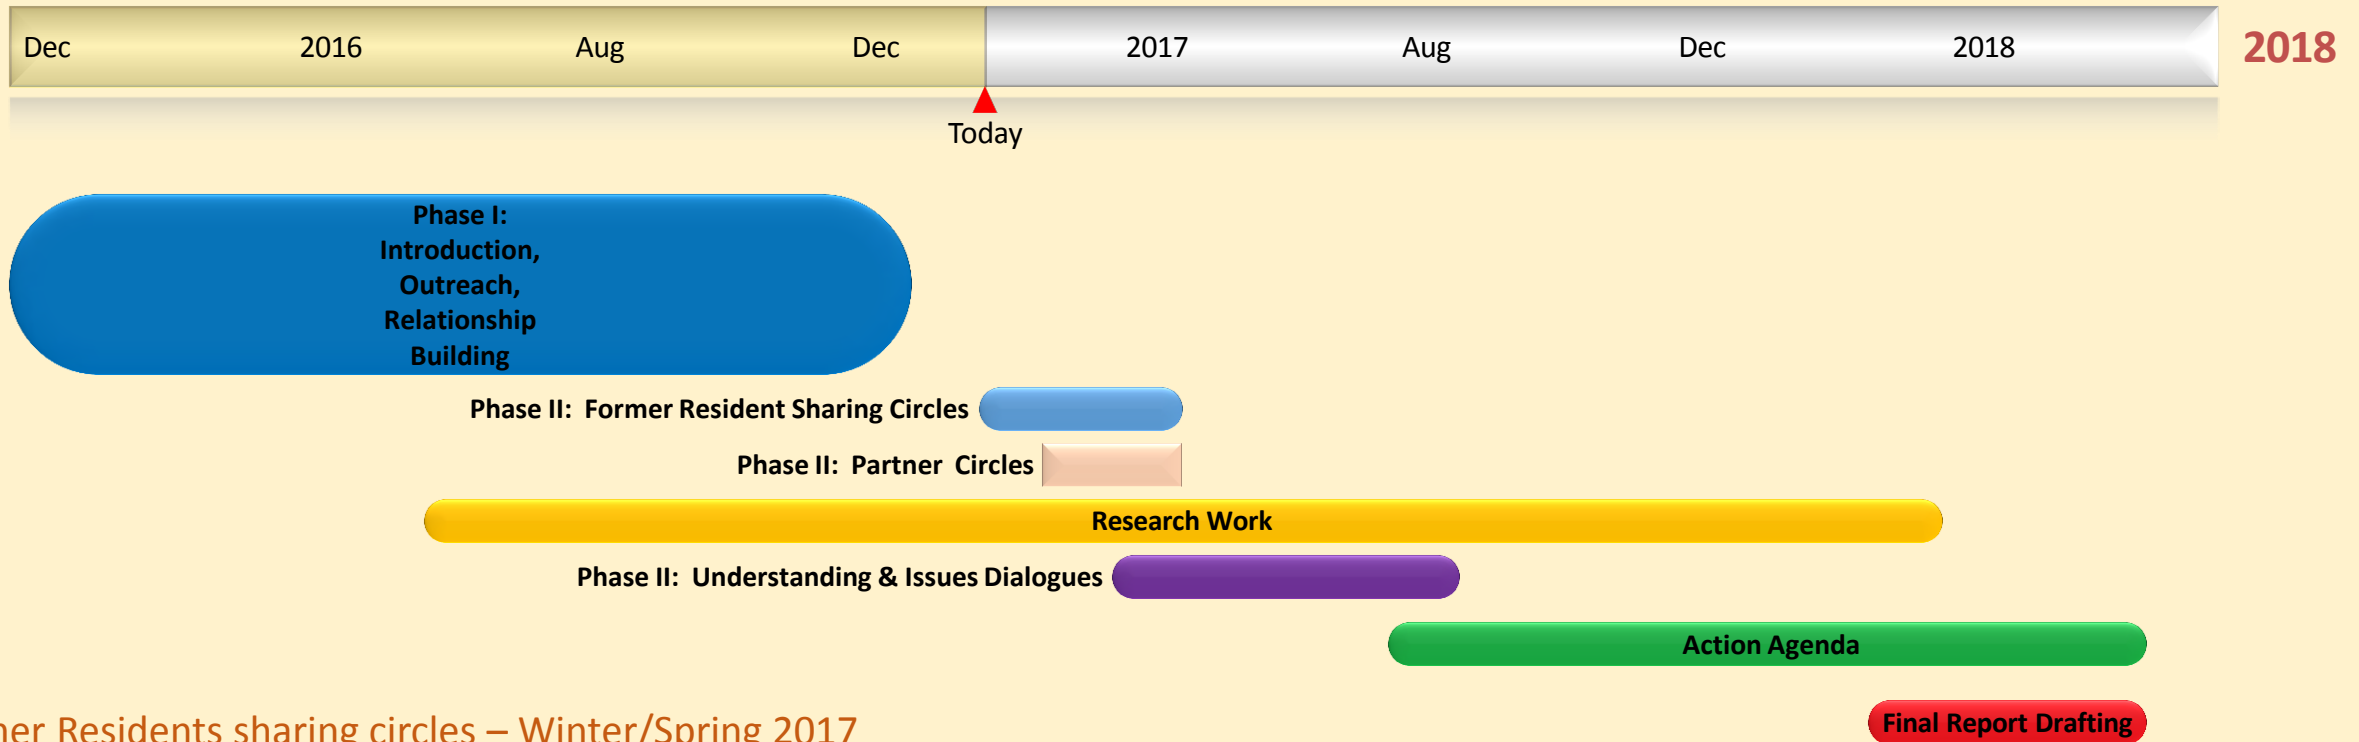 Dec 2016 Aug Dec 2017 Aug Dec 2018 2018
Today
Phase I:
Introduction,
Outreach,
Relationship
Building
Phase II: Former Resident Sharing Circles
Phase II: Partner Circles
Research Work
Phase II: Understanding & Issues Dialogues
Action Agenda
Final Report Drafting
Residents sharing circles – Winter/Spring 2017